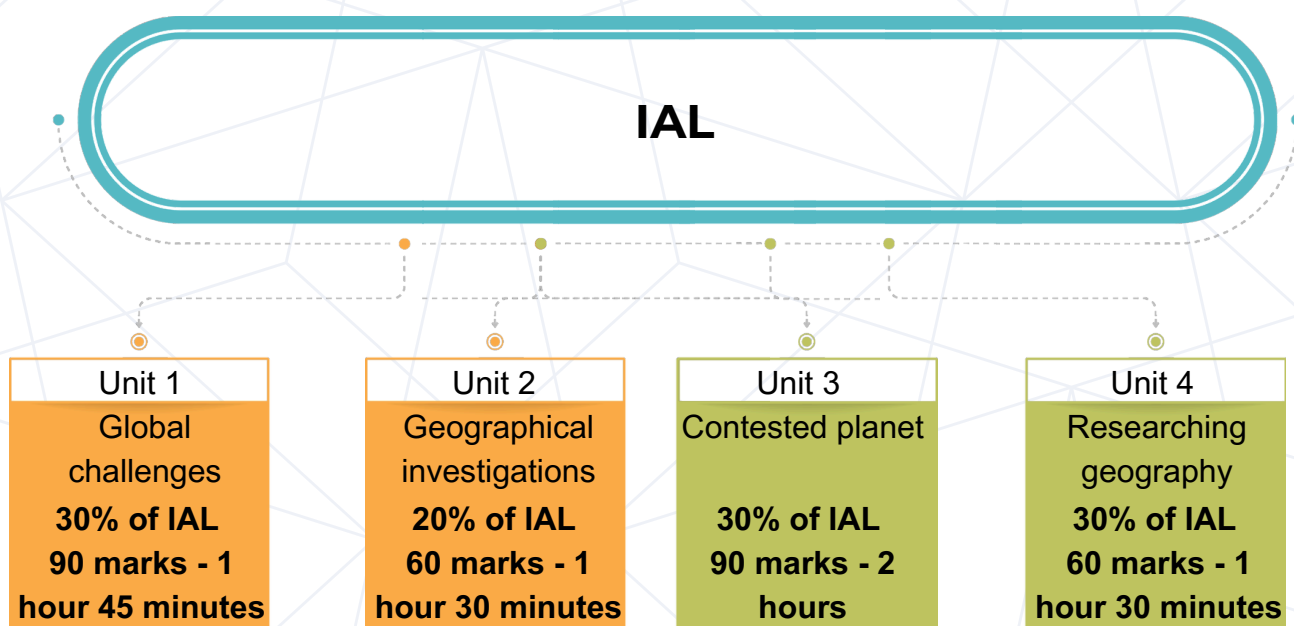 IAL
Unit 1
Global
challenges
30% of IAL
90 marks - 1
hour 45 minutes
Unit 2
Geographical
investigations
20% of IAL
60 marks - 1
hour 30 minutes
Unit 3
Contested planet
30% of IAL
90 marks - 2
hours
Unit 4
Researching
geography
30% of IAL
60 marks - 1
hour 30 minutes